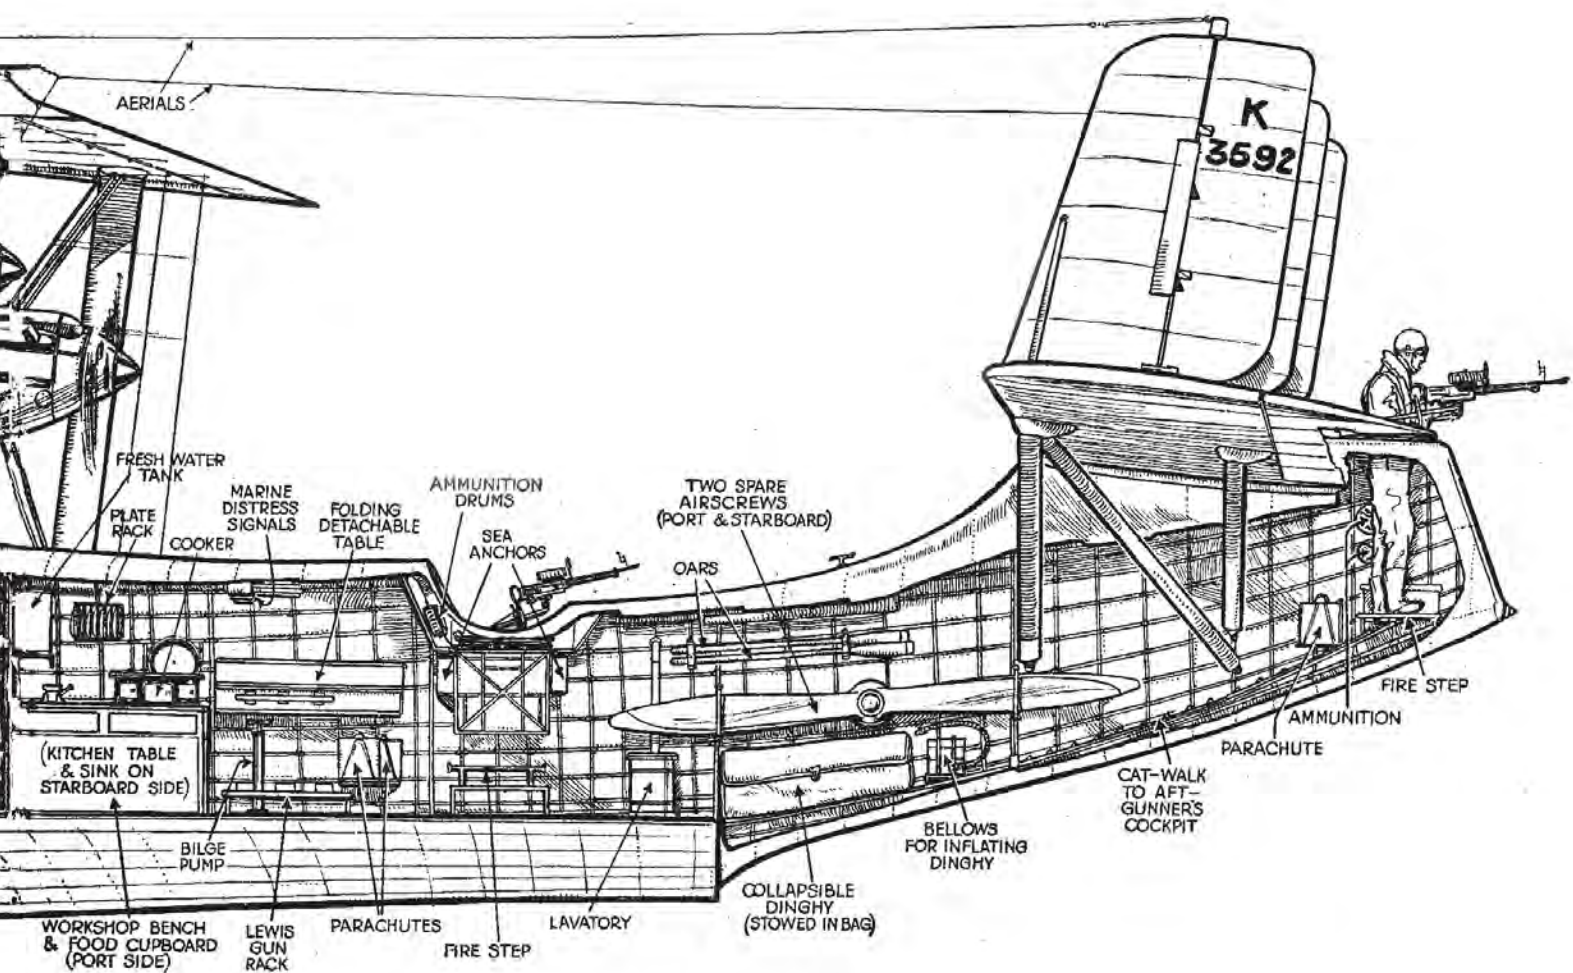 AERIALS
K
3592
FRESH WATER
TANK
PLATE
RACK
COOKER
MARINE
DISTRESS
SIGNALS
FOLDING
DETACHABLE
TABLE
AMMUNITION
DRUMS
SEA
ANCHORS
TWO SPARE
AIRSCREWS
(PORT & STARBOARD)
OARS
(KITCHEN TABLE
& SINK ON
STARBOARD SIDE)
BILGE
PUMP
WORKSHOP BENCH
& FOOD CUPBOARD
(PORT SIDE)
LEWIS
GUN
RACK
PARACHUTES
FIRE STEP
LAVATORY
COLLAPSIBLE
DINGHY
(STOWED IN BAG)
BELLOWS
FOR INFLATING
DINGHY
CAT-WALK
TO AFT-
GUNNER'S
COCKPIT
PARACHUTE
AMMUNITION
FIRE STEP